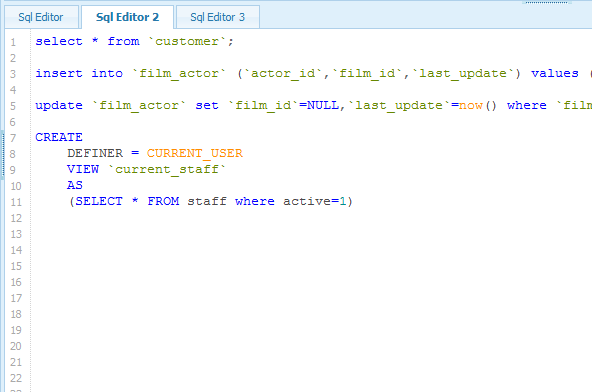 Sql Editor Sql Editor 2 Sql Editor 3
1 select * from `customer`;
2
3 insert into `film_actor` (`actor_id`,`film_id`,`last_update`) values (
4
5 update `film_actor` set `film_id`=NULL,`last_update`=now() where `film
6
7 CREATE
8 DEFINER = CURRENT_USER
9 VIEW `current_staff`
10 AS
11 (SELECT * FROM staff where active=1)
12
13
14
15
16
17
18
19
20
21
22